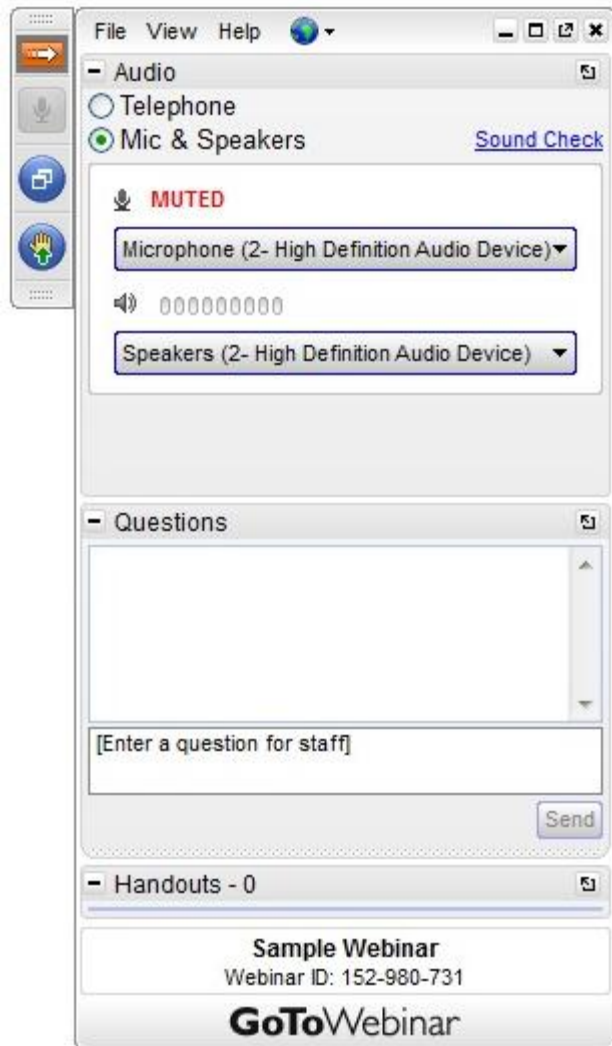 File View Help
Audio
Telephone
Mic & Speakers Sound Check
MUTED
Microphone (2- High Definition Audio Device)
000000000
Speakers (2- High Definition Audio Device)
Questions
[Enter a question for staff]
Send
Handouts - 0
Sample Webinar
Webinar ID: 152-980-731
GoToWebinar